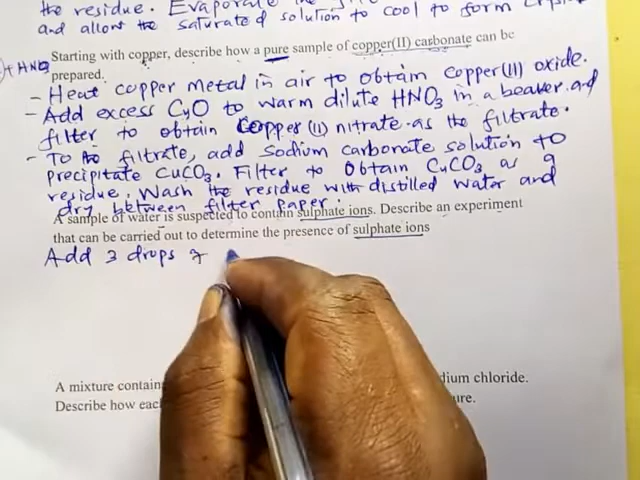 the residue. Evaporate the
and allow the saturated solution to cool to form
+ HNO3
Starting with copper, describe how a pure sample of copper(II) carbonate can be
prepared.
- Heat copper metal in air to obtain copper(II) oxide.
- Add excess CuO to warm dilute HNO3 in a beaker and
filter to obtain Copper (II) nitrate as the filtrate.
- To filtrate, add Sodium carbonate solution to
precipitate CuCO3. Filter to Obtain CuCO3 as a
residue. Wash the residue with distilled water and
dry between filter paper.
A sample of water is suspected to contain sulphate ions. Describe an experiment
that can be carried out to determine the presence of sulphate ions
Add 3 drops of
A mixture contain dium chloride.
Describe how eac ure.